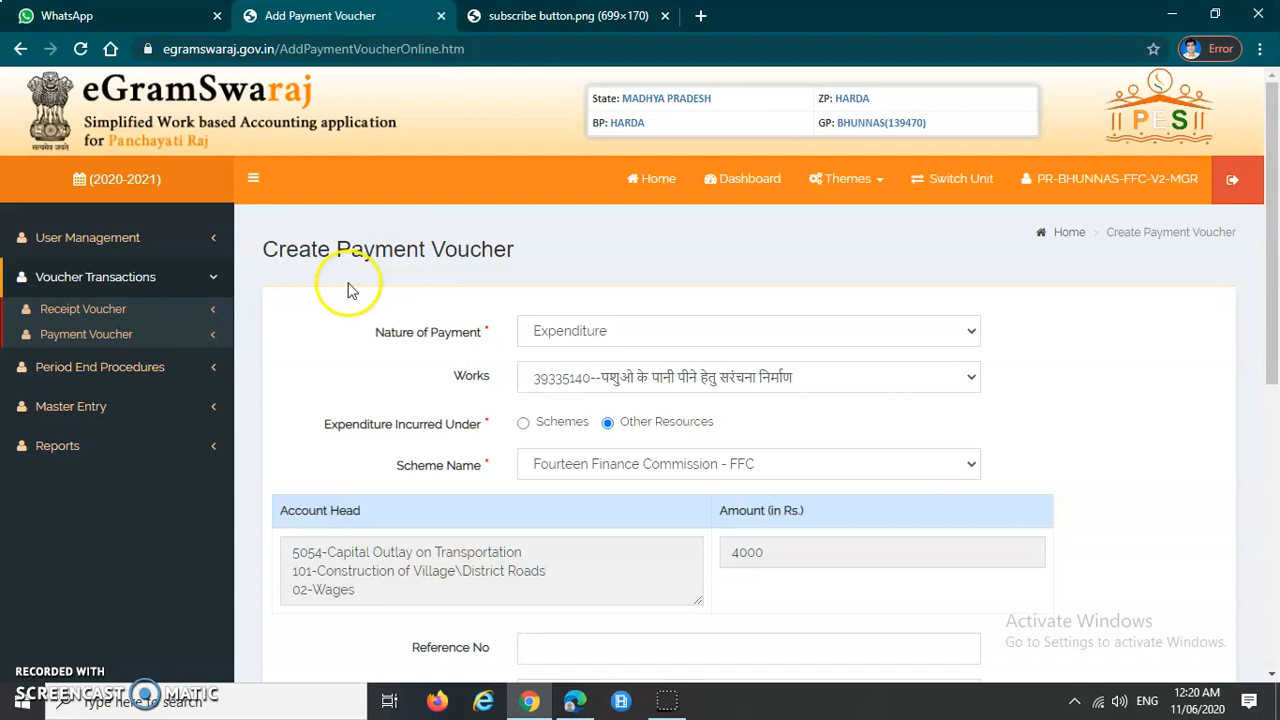 WhatsApp
Add Payment Voucher
subscribe button.png (699×170)
egramswaraj.gov.in/AddPaymentVoucherOnline.htm
Error
eGramSwaraj
Simplified Work based Accounting application
for Panchayati Raj
State: MADHYA PRADESH ZP: HARDA
BP: HARDA GP: BHUNNAS(139470)
PES
(2020-2021)
Home Dashboard Themes Switch Unit PR-BHUNNAS-FFC-V2-MGR
User Management
Voucher Transactions
Receipt Voucher
Payment Voucher
Period End Procedures
Master Entry
Reports
Create Payment Voucher
Home > Create Payment Voucher
Nature of Payment * Expenditure
Works 39335140--पशुओ के पानी पीने हेतु सरंचना निर्माण
Expenditure Incurred Under * Schemes Other Resources
Scheme Name * Fourteen Finance Commission - FFC
Account Head Amount (in Rs.)
5054-Capital Outlay on Transportation 4000
101-Construction of Village\District Roads
02-Wages
Reference No
Activate Windows
Go to Settings to activate Windows.
RECORDED WITH
SCREENCAST MATIC
Type here to search
ENG
12:20 AM
11/06/2020